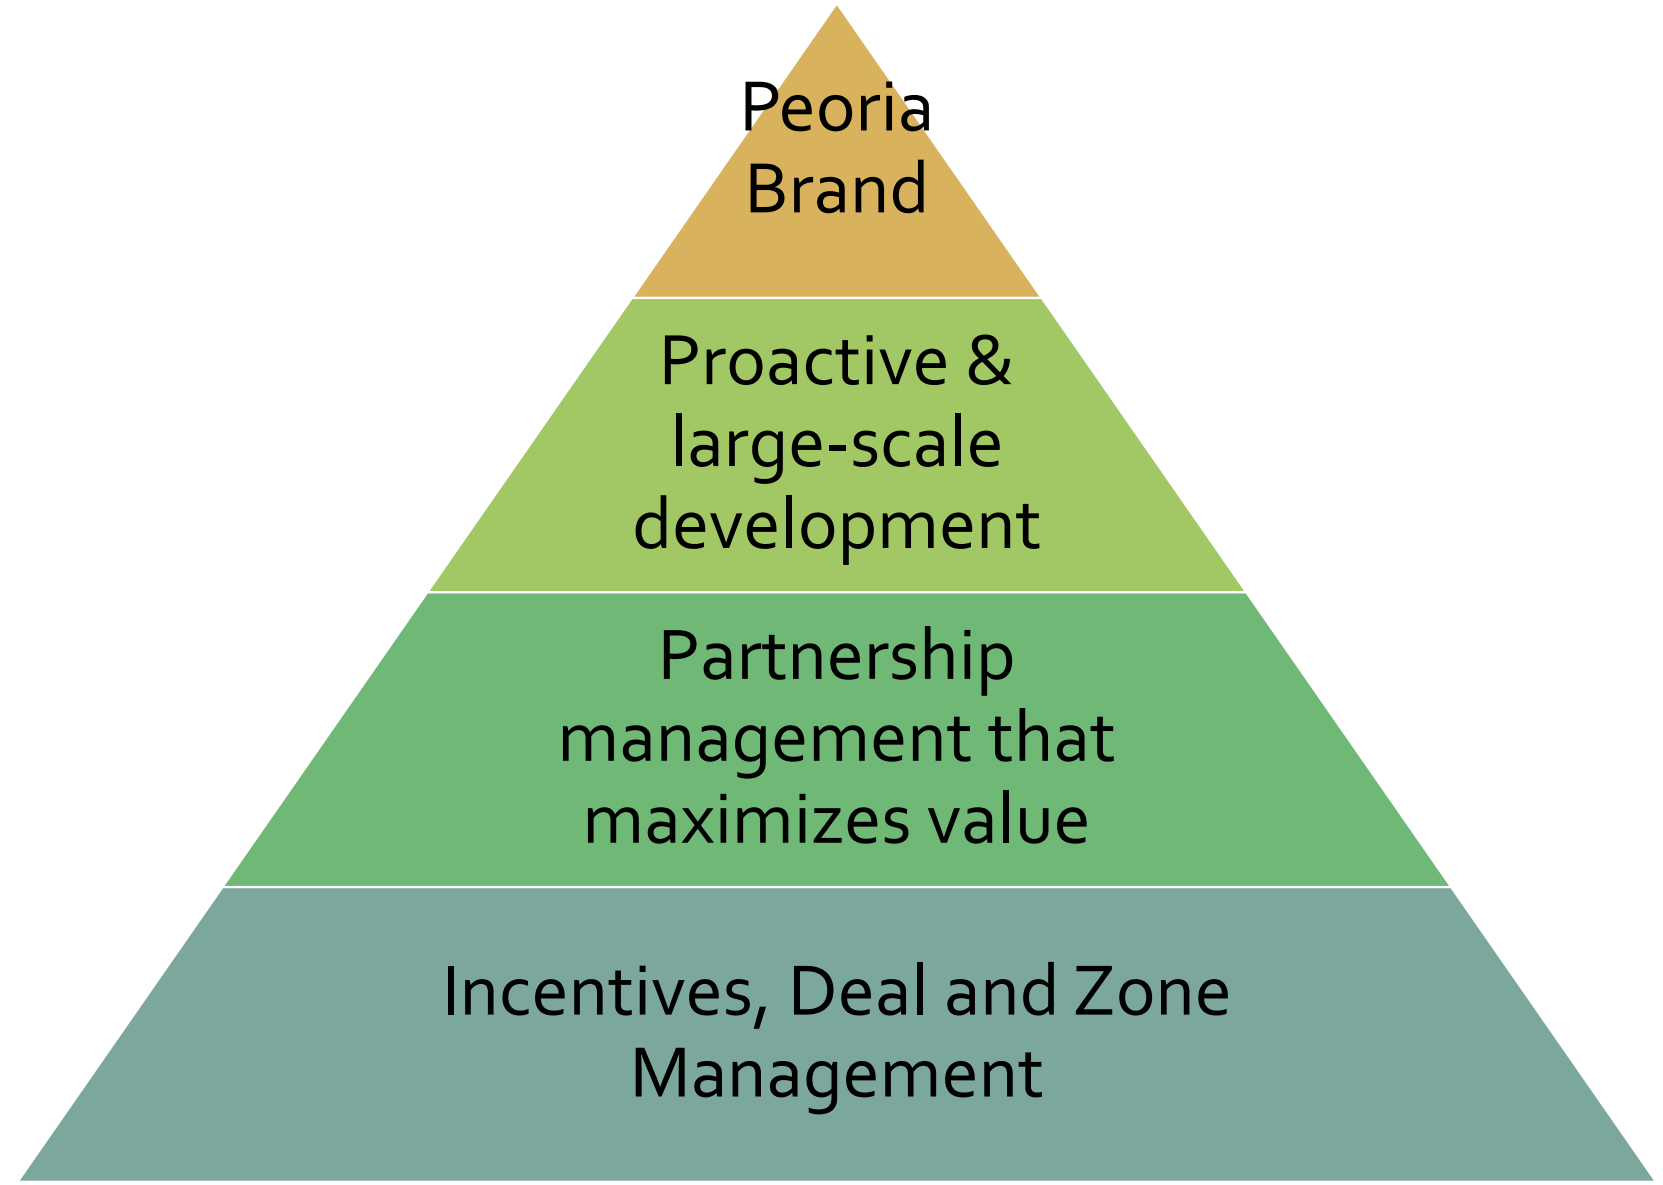 Peoria
Brand
Proactive &
large-scale
development
Partnership
management that
maximizes value
Incentives, Deal and Zone
Management